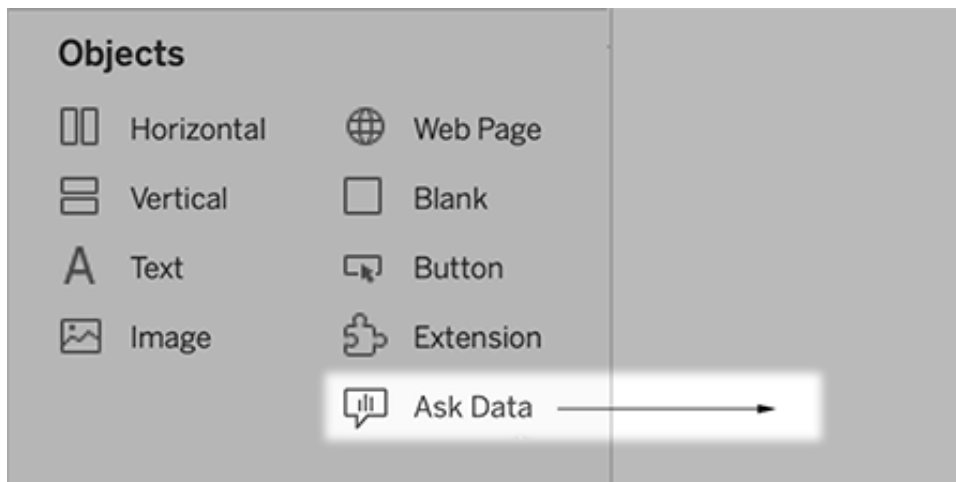 Objects
Horizontal
Web Page
Vertical
Blank
Text
Button
Image
Extension
Ask Data